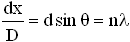 dx/D = d sin θ = nλ